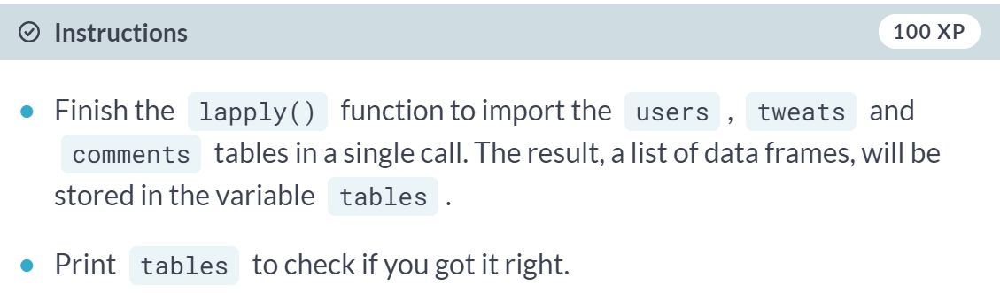 Instructions 100 XP
Finish the lapply() function to import the users , tweats and
comments tables in a single call. The result, a list of data frames, will be
stored in the variable tables .
Print tables to check if you got it right.